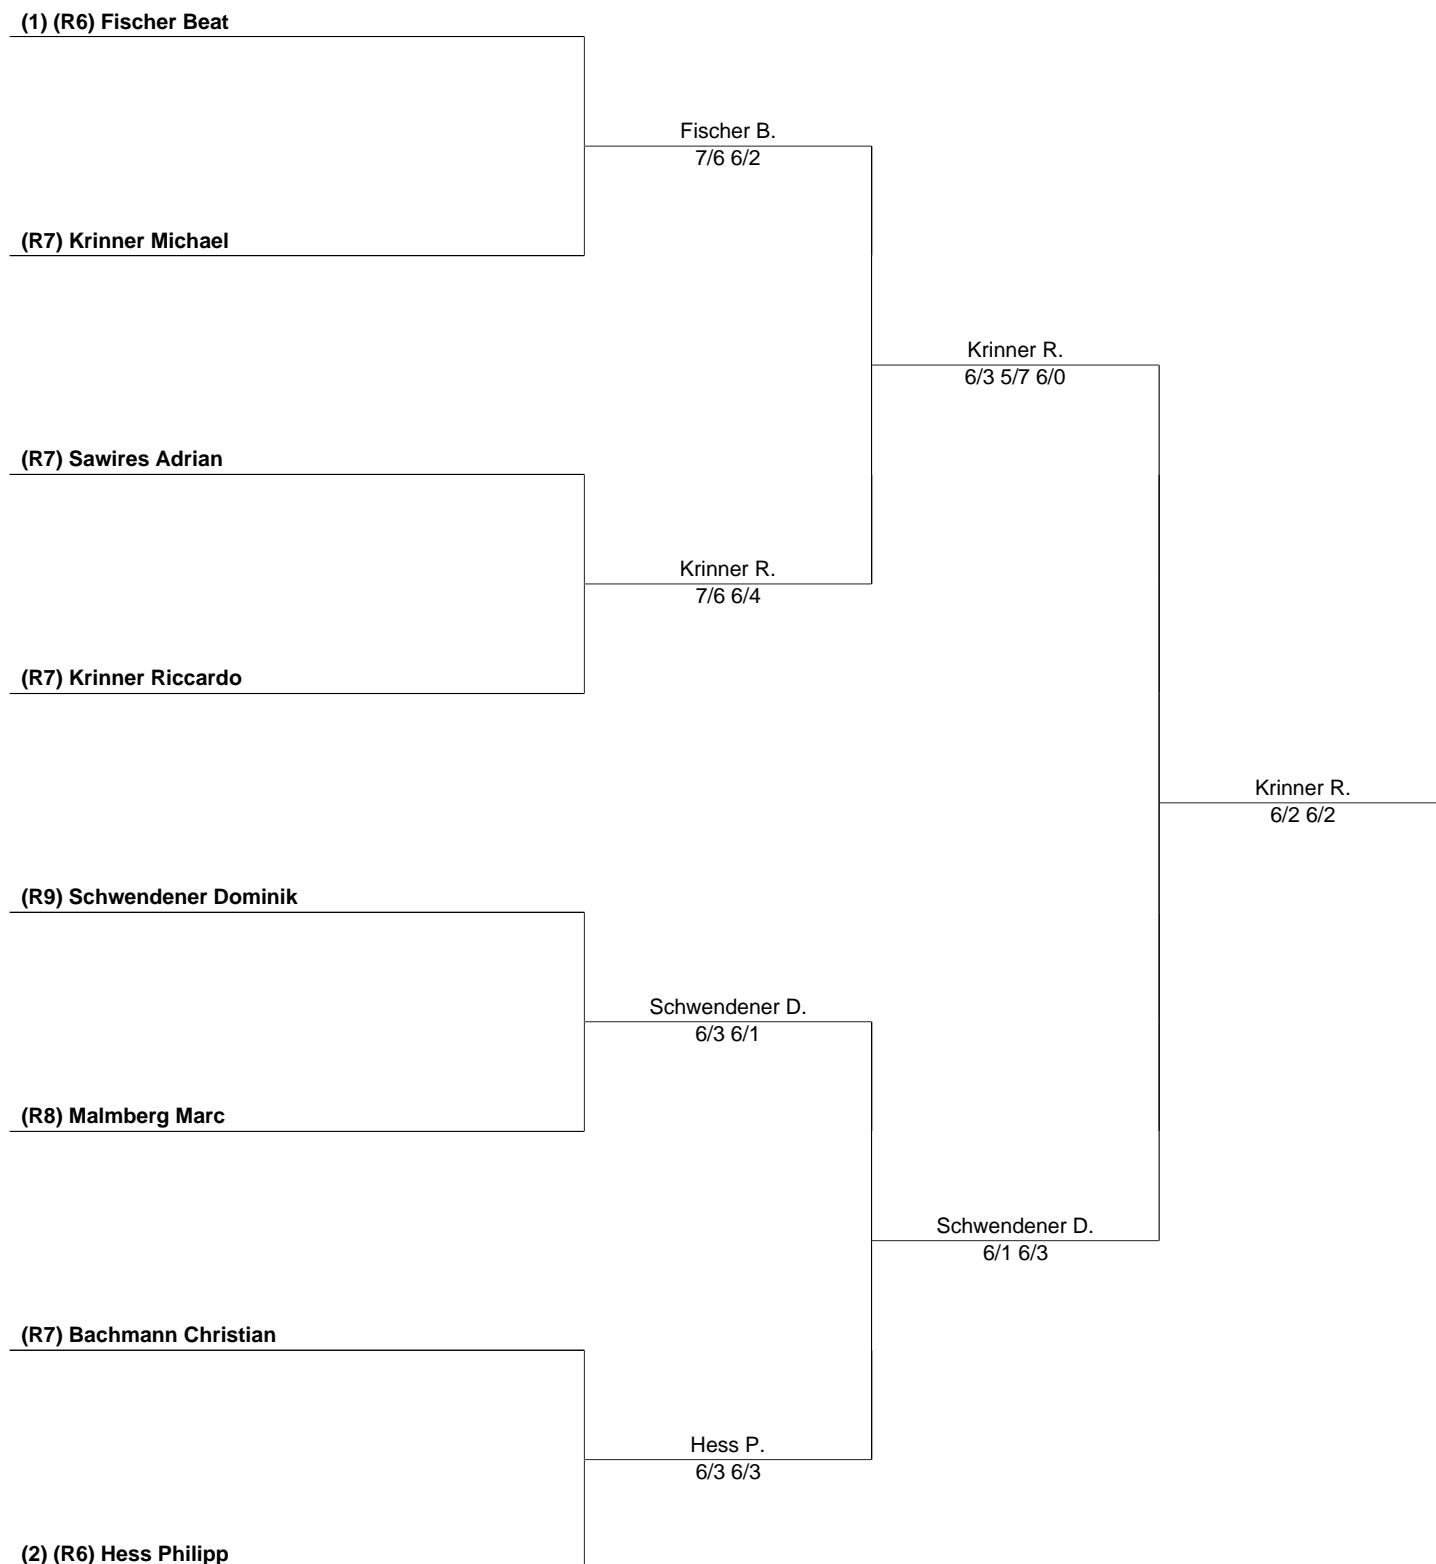 (1) (R6) Fischer Beat
Fischer B.
7/6 6/2
(R7) Krinner Michael
Krinner R.
6/3 5/7 6/0
(R7) Sawires Adrian
Krinner R.
7/6 6/4
(R7) Krinner Riccardo
Krinner R.
6/2 6/2
(R9) Schwendener Dominik
Schwendener D.
6/3 6/1
(R8) Malmberg Marc
Schwendener D.
6/1 6/3
(R7) Bachmann Christian
Hess P.
6/3 6/3
(2) (R6) Hess Philipp